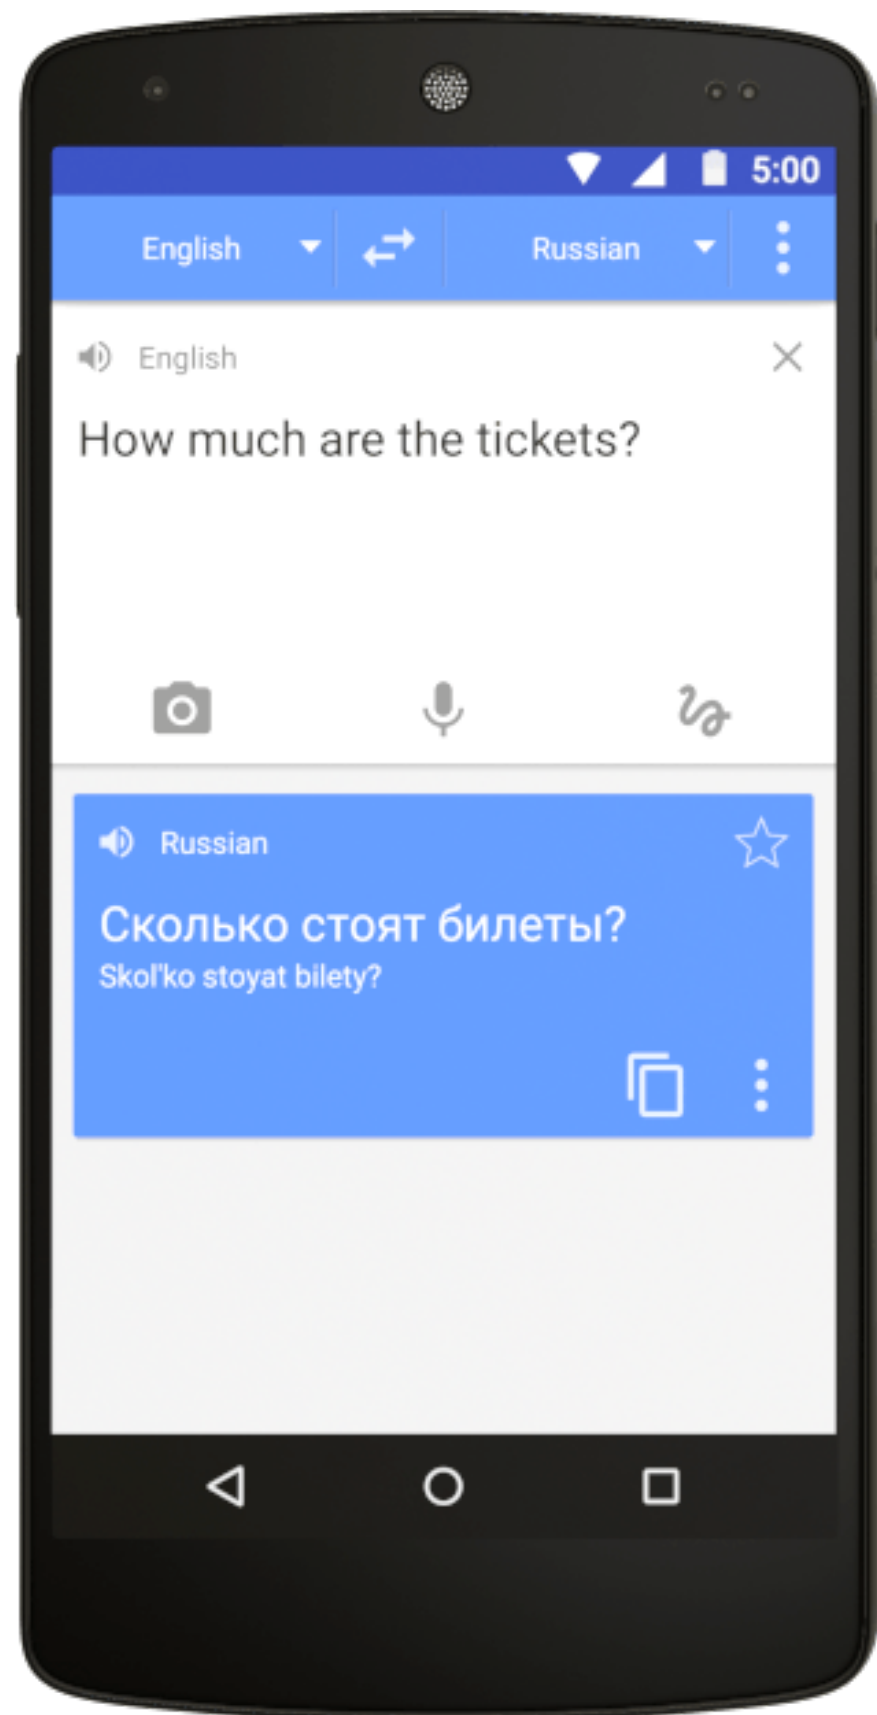 5:00
English Russian
English
How much are the tickets?
Russian
Сколько стоят билеты?
Skol'ko stoyat bilety?